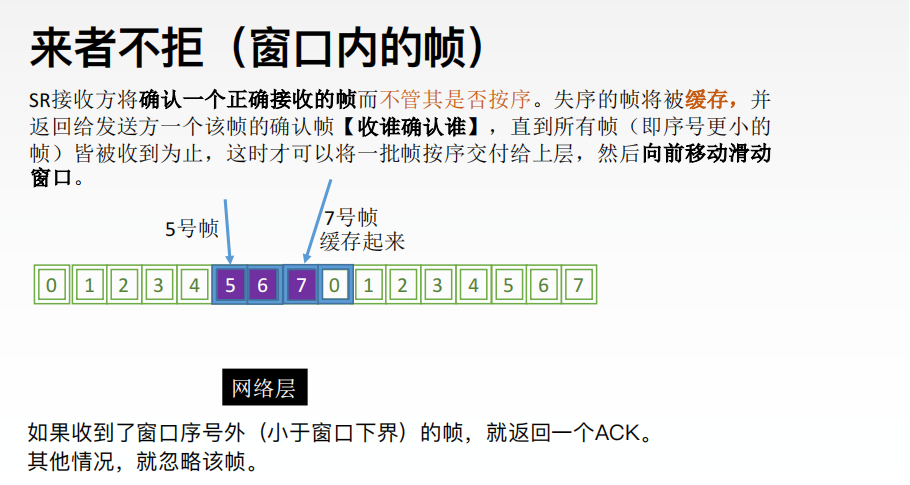 来者不拒（窗口内的帧）
SR接收方将确认一个正确接收的帧而不管其是否按序。失序的帧将被缓存，并
返回给发送方一个该帧的确认帧【收谁确认谁】，直到所有帧（即序号更小的
帧）皆被收到为止，这时才可以将一批帧按序交付给上层，然后向前移动滑动
窗口。
5号帧
7号帧
缓存起来
0 1 2 3 4 5 6 7 0 1 2 3 4 5 6 7
网络层
如果收到了窗口序号外（小于窗口下界）的帧，就返回一个ACK。
其他情况，就忽略该帧。